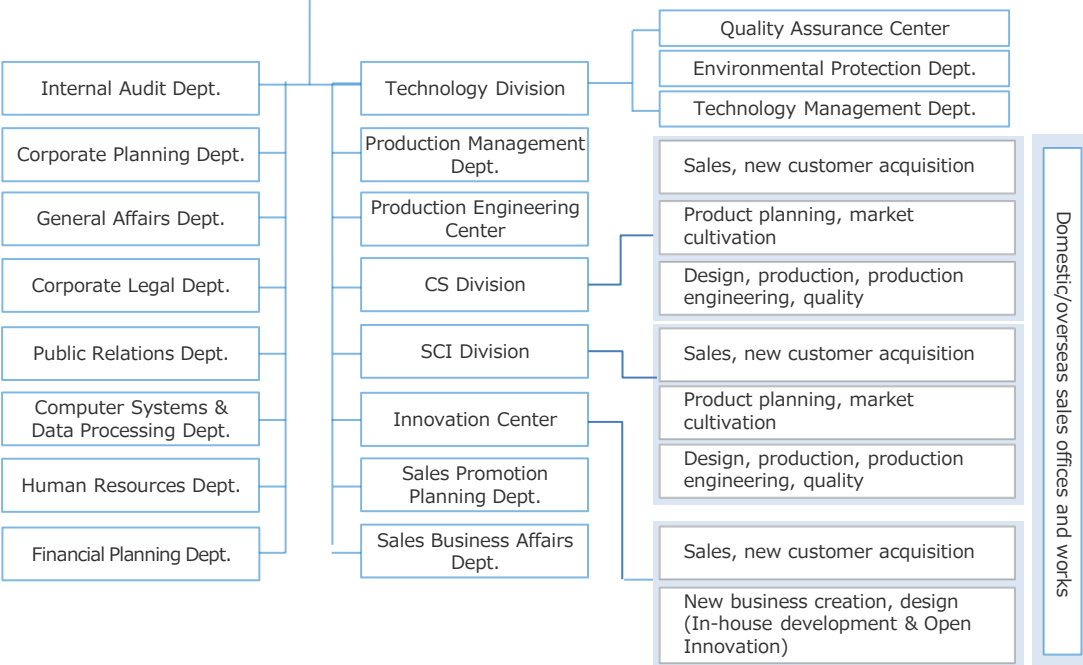 Internal Audit Dept.
Corporate Planning Dept.
General Affairs Dept.
Corporate Legal Dept.
Public Relations Dept.
Computer Systems &
Data Processing Dept.
Human Resources Dept.
Financial Planning Dept.
Technology Division
Production Management
Dept.
Production Engineering
Center
CS Division
SCI Division
Innovation Center
Sales Promotion
Planning Dept.
Sales Business Affairs
Dept.
Quality Assurance Center
Environmental Protection Dept.
Technology Management Dept.
Sales, new customer acquisition
Product planning, market
cultivation
Design, production, production
engineering, quality
Sales, new customer acquisition
Product planning, market
cultivation
Design, production, production
engineering, quality
Sales, new customer acquisition
New business creation, design
(In-house development & Open
Innovation)
Domestic/overseas sales offices and works